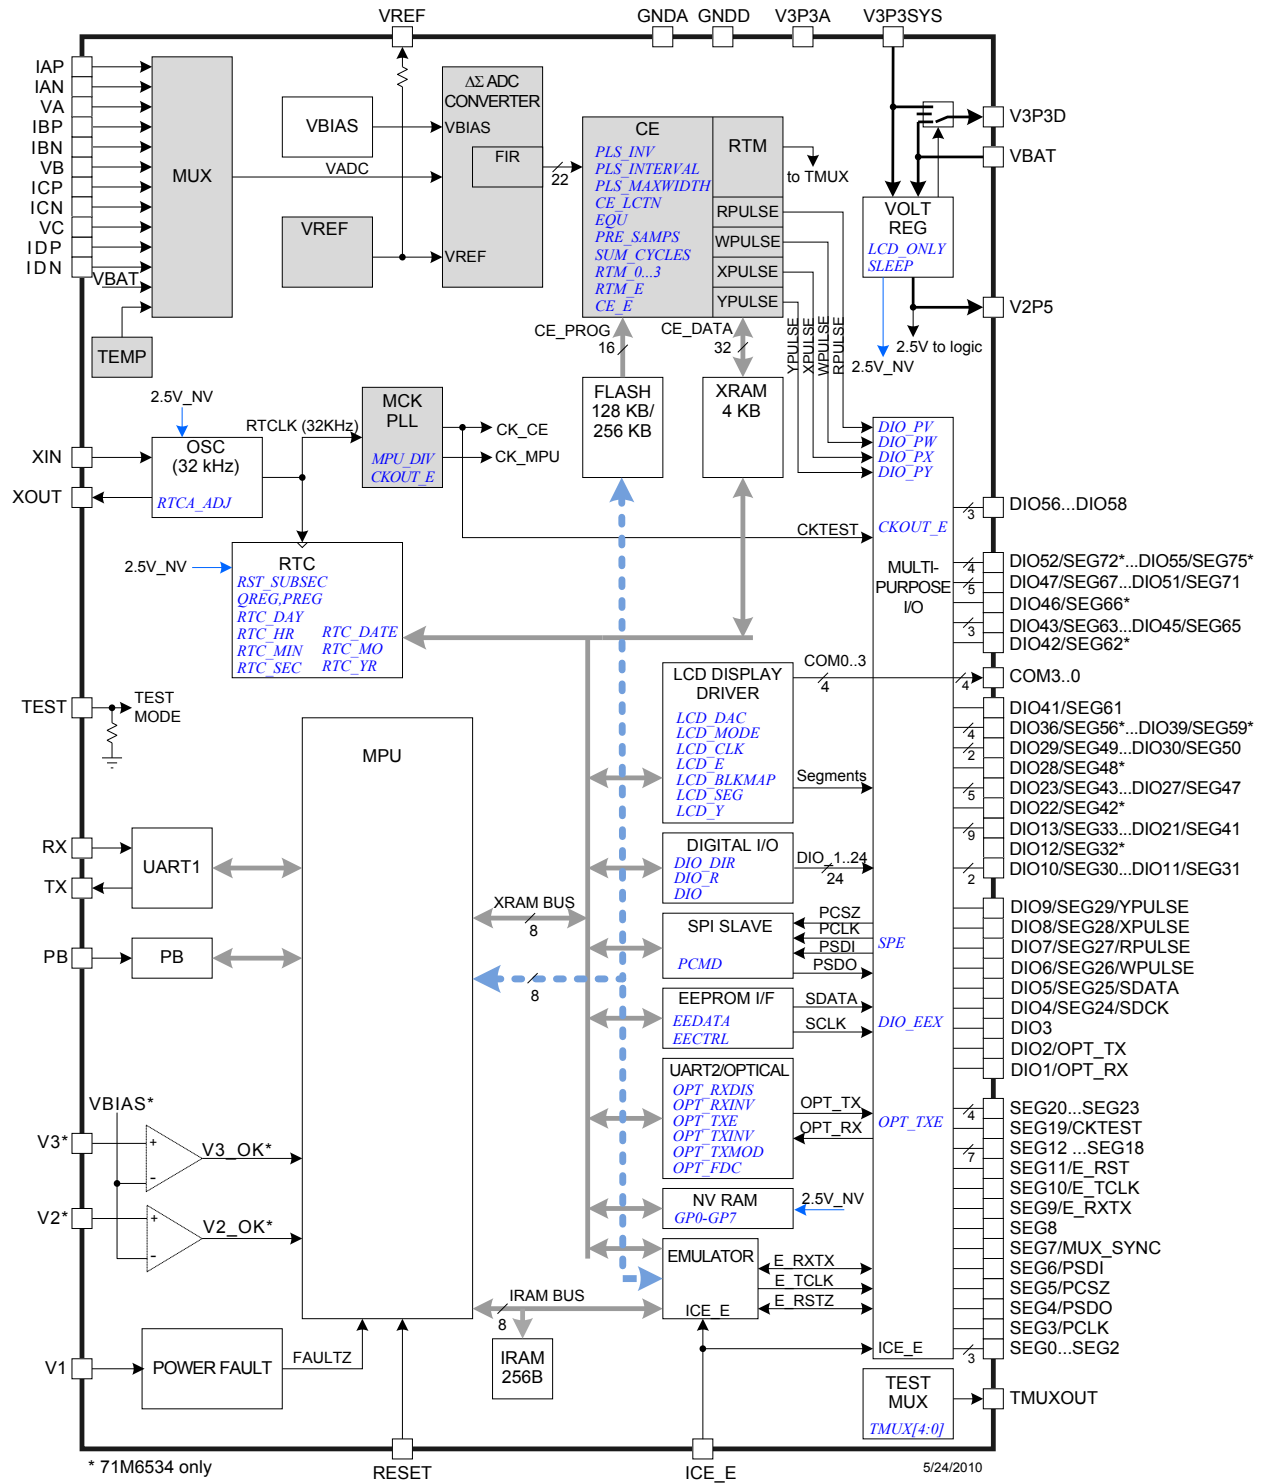 VREF
GNDA GNDD V3P3A V3P3SYS
IAP
IAN
VA
IBP
IBN
VB
ICP
ICN
VC
IDP
IDN
VBAT
MUX
TEMP
VBIAS
VADC
VREF
ΔΣ ADC
CONVERTER
VBIAS
FIR
VREF
22
CE
PLS_INV
PLS_INTERVAL
PLS_MAXWIDTH
CE_LCTN
EQU
PRE_SAMPS
SUM_CYCLES
RTM_0...3
RTM_E
CE_E
RTM
to TMUX
RPULSE
WPULSE
XPULSE
YPULSE
YPULSE
XPULSE
WPULSE
RPULSE
V3P3D
VBAT
VOLT
REG
LCD_ONLY
SLEEP
V2P5
2.5V to logic
2.5V_NV
CE_PROG
16
CE_DATA
32
FLASH
128 KB/
256 KB
XRAM
4 KB
2.5V_NV
XIN
XOUT
OSC
(32 kHz)
RTCA_ADJ
RTCLK (32KHz)
MCK
PLL
MPU_DIV
CKOUT_E
CK_CE
CK_MPU
2.5V_NV
RTC
RST_SUBSEC
QREG,PREG
RTC_DAY
RTC_HR RTC_DATE
RTC_MIN RTC_MO
RTC_SEC RTC_YR
CKTEST
DIO_PV
DIO_PW
DIO_PX
DIO_PY
CKOUT_E
MULTI-
PURPOSE
I/O
SPE
DIO_EEX
OPT_TXE
ICE_E
TEST
TEST
MODE
MPU
RX
TX
UART1
PB
PB
XRAM BUS
8
8
LCD DISPLAY
DRIVER
LCD_DAC
LCD_MODE
LCD_CLK
LCD_E
LCD_BLKMAP
LCD_SEG
LCD_Y
COM0..3
4
4
Segments
DIGITAL I/O
DIO_DIR
DIO_R
DIO
DIO_1..24
24
SPI SLAVE
PCMD
PCSZ
PCLK
PSDI
PSDO
EEPROM I/F
EEDATA
EECTRL
SDATA
SCLK
UART2/OPTICAL
OPT_RXDIS
OPT_RXINV
OPT_TXE
OPT_TXINV
OPT_TXMOD
OPT_FDC
OPT_TX
OPT_RX
NV RAM
GP0-GP7
2.5V_NV
EMULATOR
ICE_E
E_RXTX
E_TCLK
E_RSTZ
IRAM BUS
8
IRAM
256B
VBIAS*
V3*
+
-
V3_OK*
V2*
+
-
V2_OK*
V1
POWER FAULT
FAULTZ
TEST
MUX
TMUX[4:0]
TMUXOUT
3
DIO56...DIO58
4
DIO52/SEG72*...DIO55/SEG75*
5
DIO47/SEG67...DIO51/SEG71
DIO46/SEG66*
3
DIO43/SEG63...DIO45/SEG65
DIO42/SEG62*
COM3..0
DIO41/SEG61
4
DIO36/SEG56*...DIO39/SEG59*
2
DIO29/SEG49...DIO30/SEG50
DIO28/SEG48*
5
DIO23/SEG43...DIO27/SEG47
DIO22/SEG42*
9
DIO13/SEG33...DIO21/SEG41
DIO12/SEG32*
2
DIO10/SEG30...DIO11/SEG31
DIO9/SEG29/YPULSE
DIO8/SEG28/XPULSE
DIO7/SEG27/RPULSE
DIO6/SEG26/WPULSE
DIO5/SEG25/SDATA
DIO4/SEG24/SDCK
DIO3
DIO2/OPT_TX
DIO1/OPT_RX
4
SEG20...SEG23
SEG19/CKTEST
7
SEG12 ...SEG18
SEG11/E_RST
SEG10/E_TCLK
SEG9/E_RXTX
SEG8
SEG7/MUX_SYNC
SEG6/PSDI
SEG5/PCSZ
SEG4/PSDO
SEG3/PCLK
3
SEG0...SEG2
* 71M6534 only
RESET
ICE_E
5/24/2010